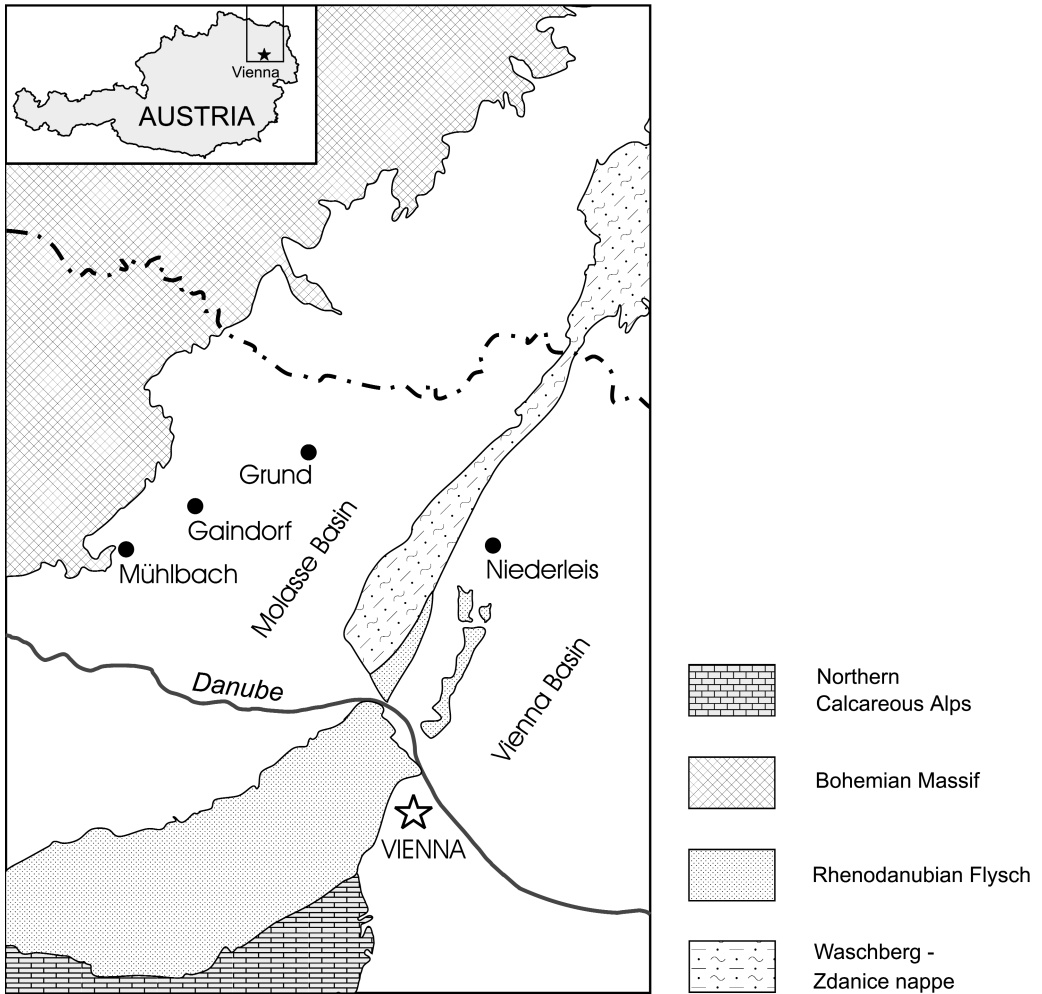 Vienna
AUSTRIA
Grund
Gaindorf
Mühlbach
Molasse Basin
Niederleis
Danube
Vienna Basin
VIENNA
Northern
Calcareous Alps
Bohemian Massif
Rhenodanubian Flysch
Waschberg -
Zdanice nappe